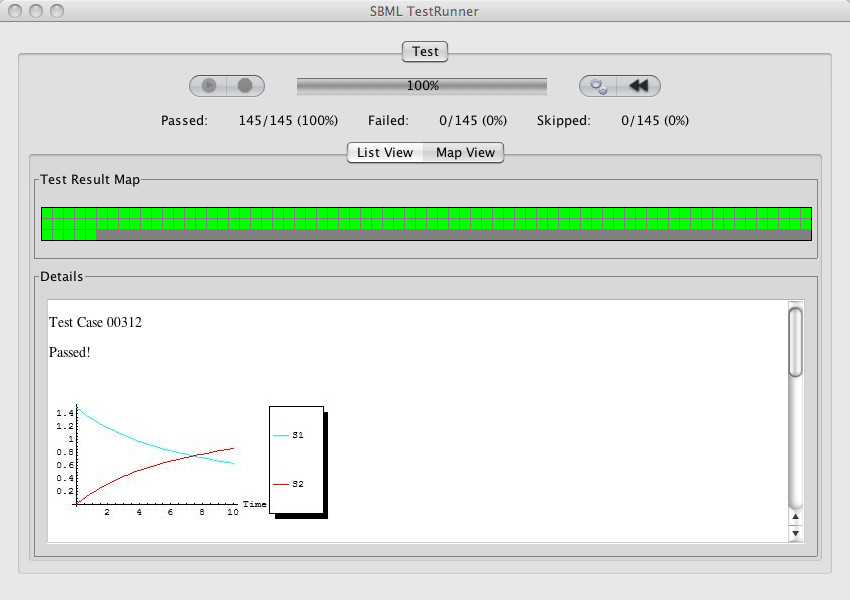 SBML TestRunner
Test
100%
Passed: 145/145 (100%) Failed: 0/145 (0%) Skipped: 0/145 (0%)
List View Map View
Test Result Map
Details
Test Case 00312
Passed!
1.4
1.2
1
0.8
0.6
0.4
0.2
2 4 6 8 10 Time
S1
S2